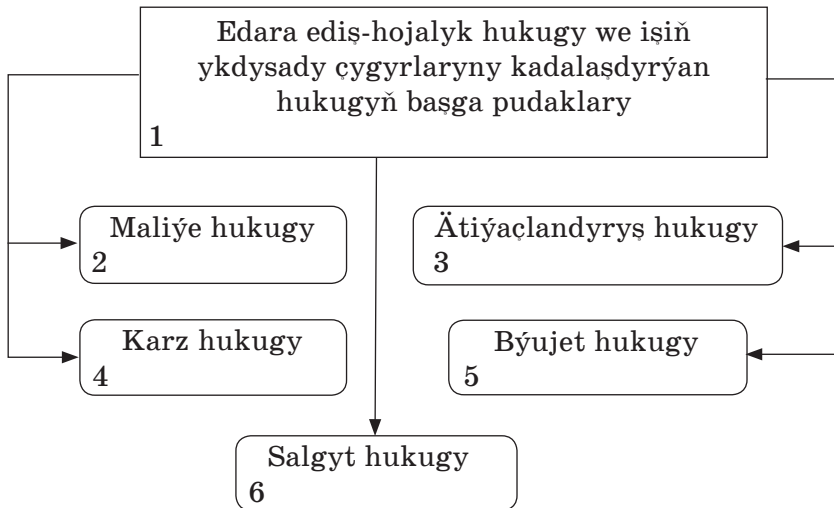 Edara ediş-hojalyk hukugy we işiň
ykdysady çygyrlaryny kadalaşdyrýan
hukugyň başga pudaklary
1
Maliýe hukugy
2
Ätiýaçlandyryş hukugy
3
Karz hukugy
4
Býujet hukugy
5
Salgyt hukugy
6